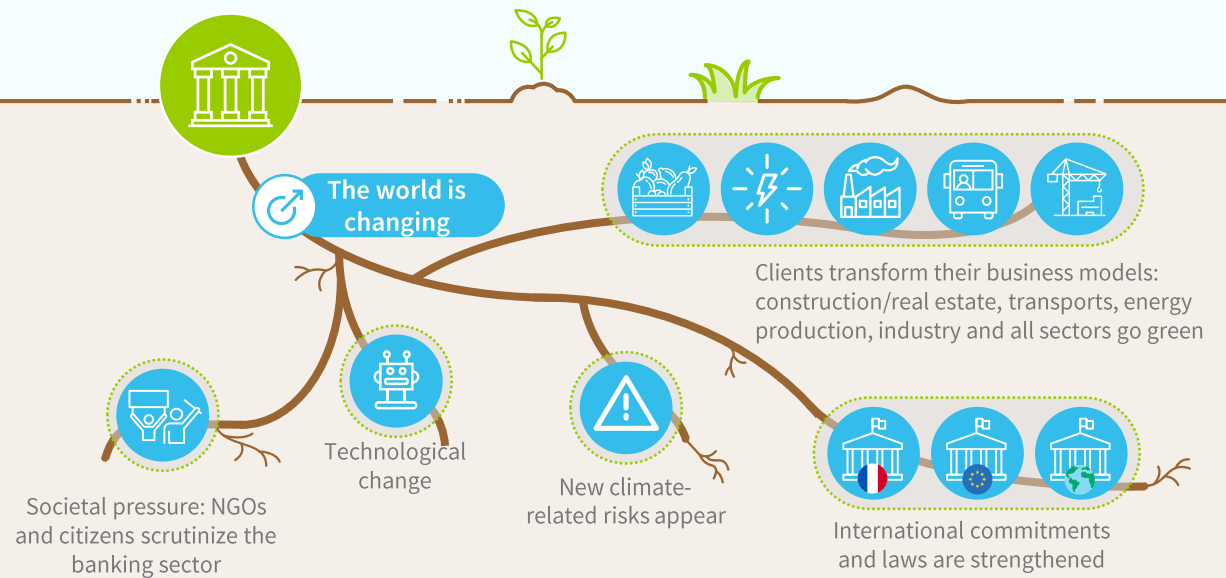 The world is
changing
Clients transform their business models:
construction/real estate, transports, energy
production, industry and all sectors go green
Technological
change
New climate-
related risks appear
Societal pressure: NGOs
and citizens scrutinize the
banking sector
International commitments
and laws are strengthened